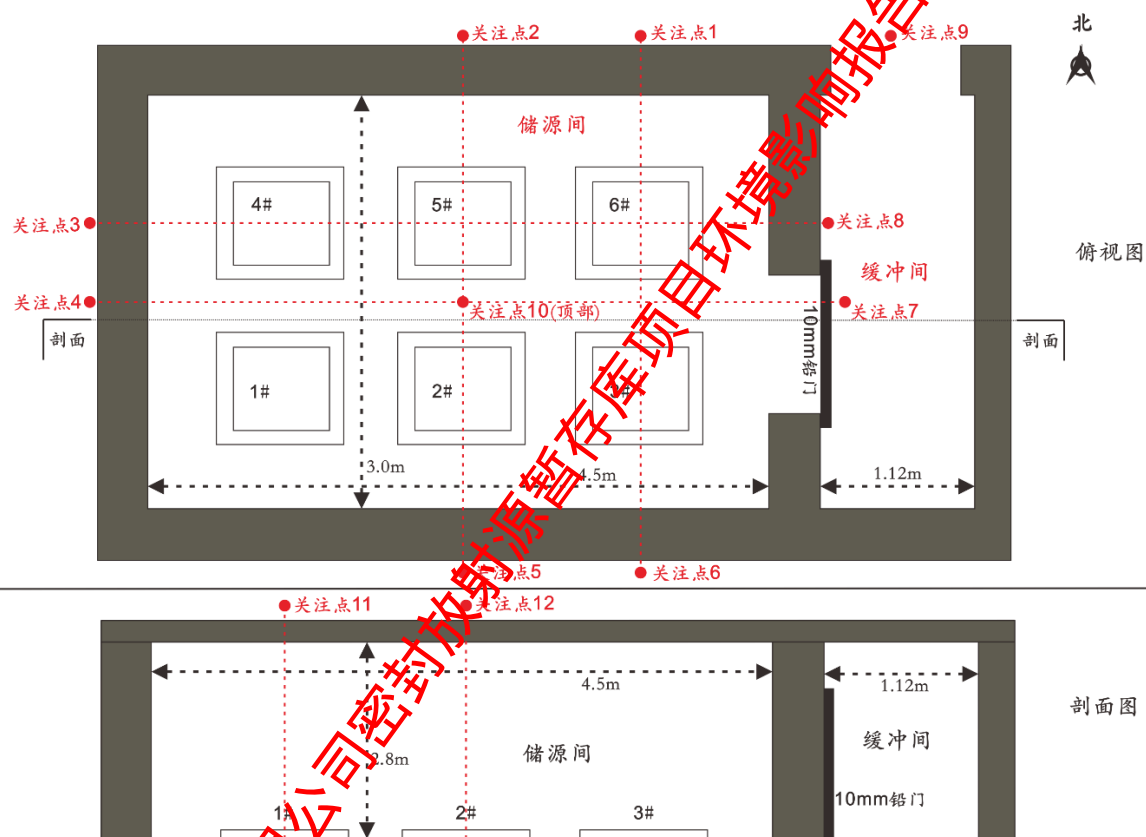 关注点2
关注点1
关注点9
北
储源间
4#
5#
6#
关注点3
关注点8
俯视图
缓冲间
关注点4
关注点10(顶部)
关注点7
剖面
剖面
10mm铅门
1#
2#
3#
3.0m
4.5m
1.12m
关注点5
关注点6
公司密封放射源暂存库项目环境影响报告
关注点11
关注点12
4.5m
1.12m
剖面图
储源间
缓冲间
2.8m
10mm铅门
1#
2#
3#